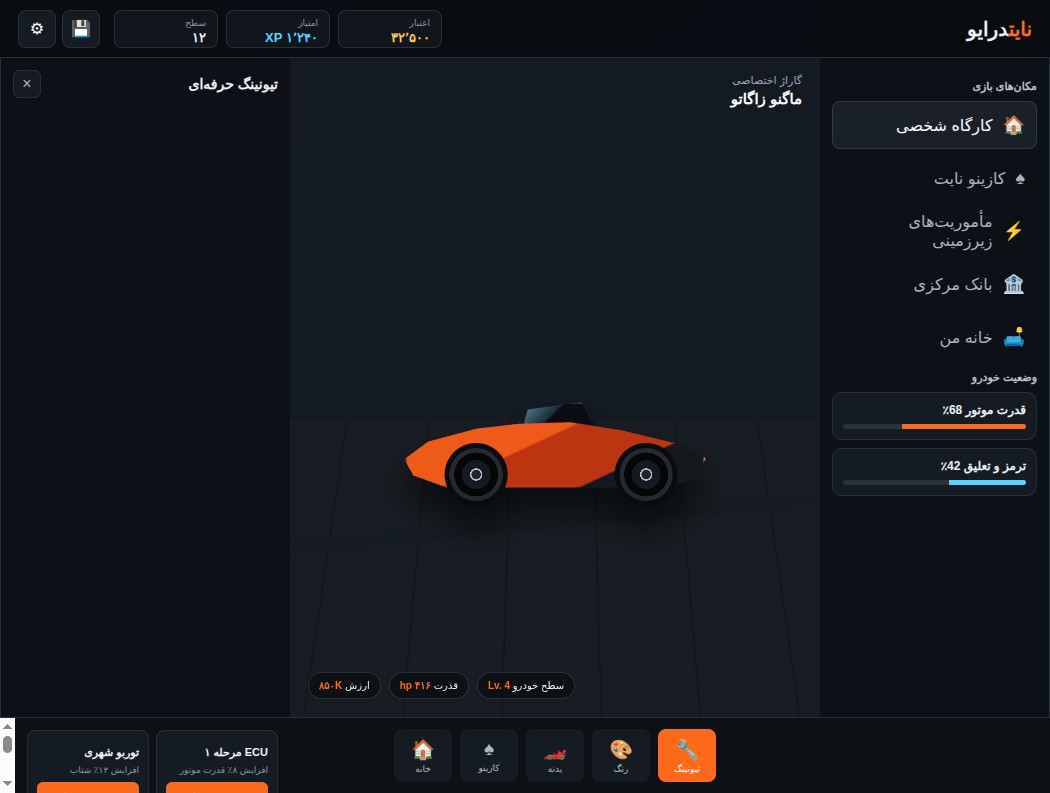 نایت‌درایو
اعتبار
۳۲٬۵۰۰
امتیاز
۱٬۲۴۰ XP
سطح
۱۲
مکان‌های بازی
کارگاه شخصی
کازینو نایت
مأموریت‌های
زیرزمینی
بانک مرکزی
خانه من
وضعیت خودرو
قدرت موتور 68٪
ترمز و تعلیق 42٪
گاراژ اختصاصی
ماگنو زاگاتو
سطح خودرو Lv. 4
قدرت ۴۱۶ hp
ارزش ۸۵۰K
تیونینگ حرفه‌ای
×
تیونینگ
رنگ
بدنه
کازینو
خانه
ECU مرحله ۱
افزایش ۸٪ قدرت موتور
توربو شهری
افزایش ۱۲٪ شتاب